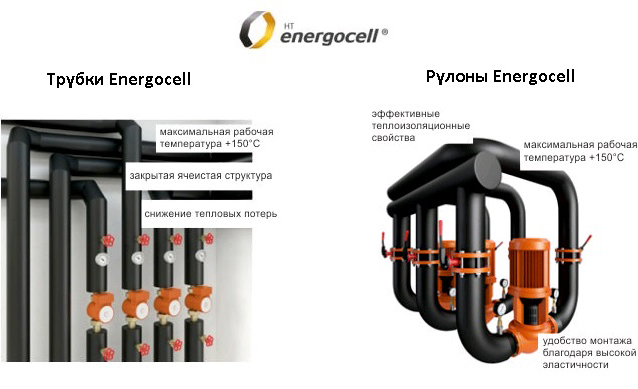 HT
energocell®
Трубки Energocell
максимальная рабочая
температура +150°C
закрытая ячеистая структура
снижение тепловых потерь
Рулоны Energocell
эффективные
теплоизоляционные
свойства
максимальная рабочая
температура +150°C
удобство монтажа
благодаря высокой
эластичности